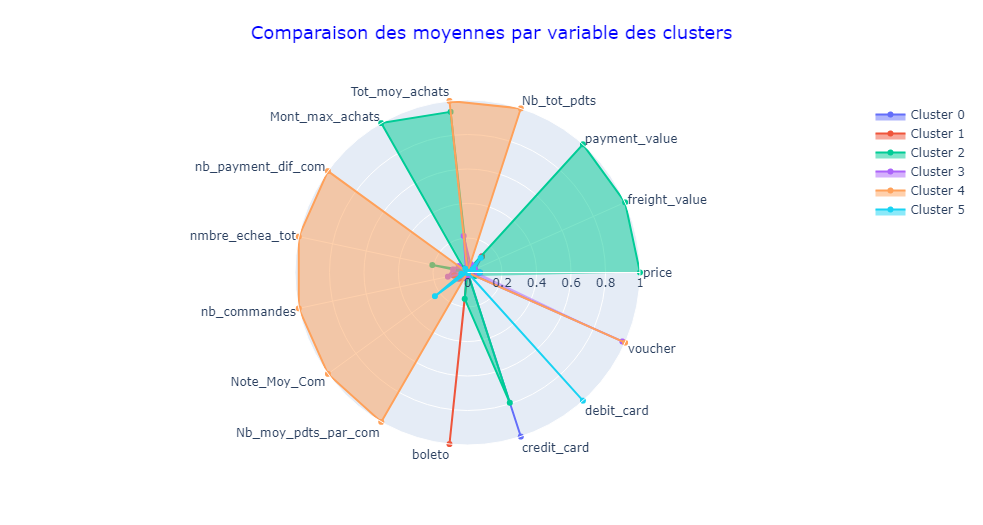 Comparaison des moyennes par variable des clusters
Tot_moy_achats
Nb_tot_pdts
Mont_max_achats
payment_value
nb_payment_dif_com
freight_value
nmbre_echea_tot
price
0 0.2 0.4 0.6 0.8 1
nb_commandes
voucher
Note_Moy_Com
debit_card
Nb_moy_pdts_par_com
credit_card
boleto
Cluster 0
Cluster 1
Cluster 2
Cluster 3
Cluster 4
Cluster 5